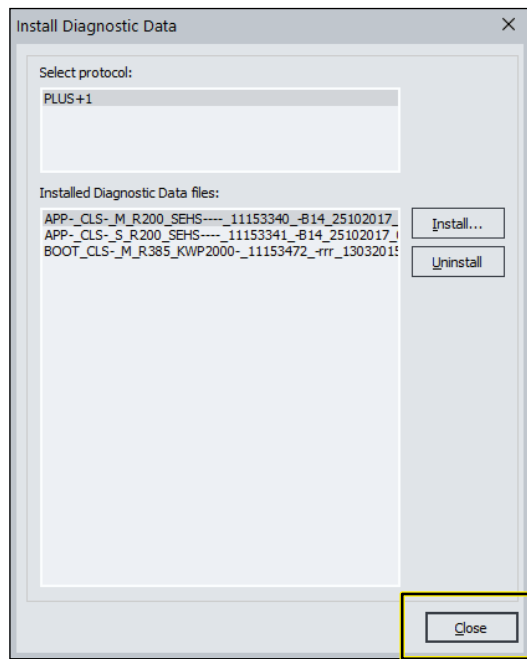 Install Diagnostic Data
Select protocol:
PLUS+1
Installed Diagnostic Data files:
APP-_CLS-_M_R200_SEHS----_11153340_-B14_25102017_
APP-_CLS-_S_R200_SEHS----_11153341_-B14_25102017_(
BOOT_CLS-_M_R385_KWP2000-_11153472_-rrr_13032015
Install...
Uninstall
Close